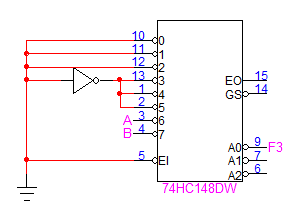 10 0
11 1
12 2
13 3
1 4
2 5
A 3 6
B 4 7
5 EI
EO 15
GS 14
A0 9 F3
A1 7
A2 6
74HC148DW